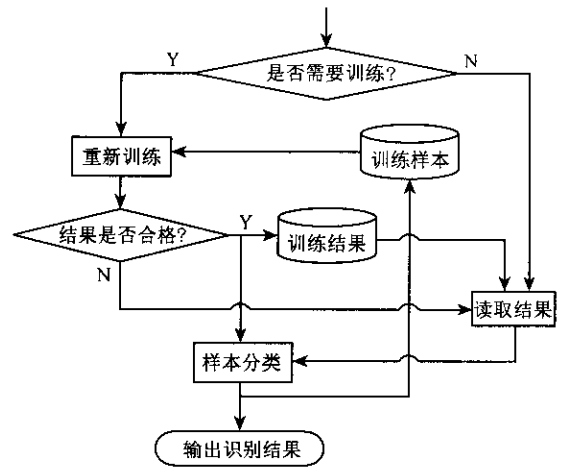 Y
是否需要训练?
N
重新训练
训练样本
结果是否合格?
Y
训练结果
N
读取结果
样本分类
输出识别结果